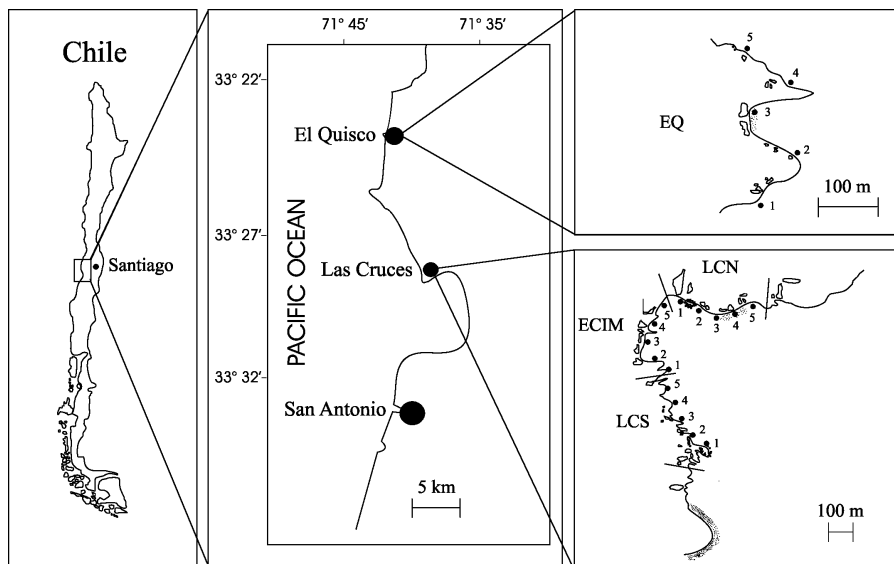 Chile
Santiago
71° 45' 71° 35'
33° 22'
33° 27'
33° 32'
El Quisco
Las Cruces
San Antonio
PACIFIC OCEAN
5 km
EQ
5
4
3
2
1
100 m
LCN
ECIM
LCS
5 1 2 3 4 5
4
3
2
1
5
4
3
2
1
100 m